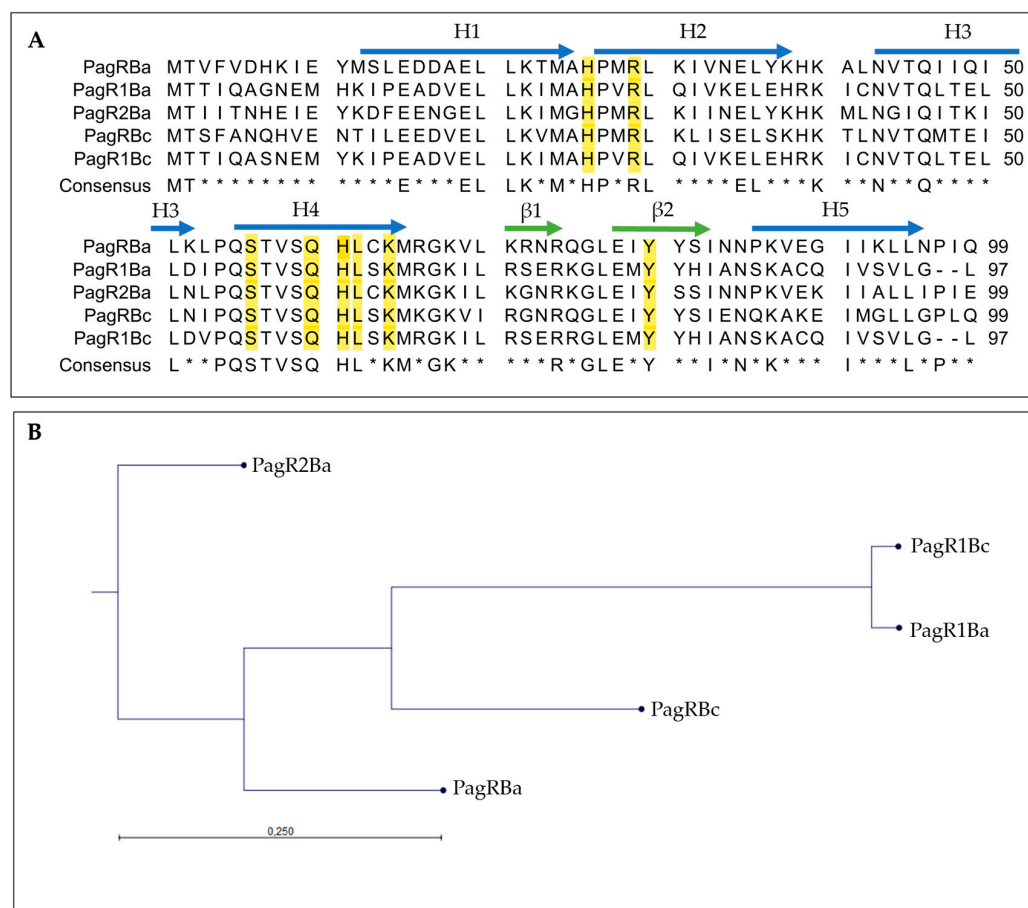 A
H1 H2 H3
PagRBa MTVFVDHKIE YMSLEDDAEL LKTMAHPMRL KIVNELYKHK ALNVTQIIQI 50
PagR1Ba MTTIQAGNEM HKIPEADVEL LKIMAHPVRL QIVKELEHRK ICNVTQLTEL 50
PagR2Ba MTIITNHEIE YKDFEENGEL LKIMGHPMRL KIINELYKHK MLNGIQITKI 50
PagRBc MTSFANQHVE NTILEEDVEL LKVMAHPMRL KLISELSKHK TLNVTQMTEI 50
PagR1Bc MTTIQASNEM YKIPEADVEL LKIMAHPVRL QIVKELEHRK ICNVTQLTEL 50
Consensus MT******** ****E***EL LK*M*HP*RL ****EL***K **N**Q****
H3 H4 β1 β2 H5
PagRBa LKLPQSTVSQ HLCKMRGKVL KRNRQGLEIY YSINNPKVEG IIKLLNPIQ 99
PagR1Ba LDIPQSTVSQ HLSKMRGKIL RSERKGLEMY YHIANSKACQ IVSVLG--L 97
PagR2Ba LNLPQSTVSQ HLCKMKGKIL KGNRKGLEIY SSINNPKVEK IIALLIPIE 99
PagRBc LNIPQSTVSQ HLSKMKGKVI RGNRQGLEIY YSIENQKAKE IMGLLGPLQ 99
PagR1Bc LDVPQSTVSQ HLSKMRGKIL RSERRGLEMY YHIANSKACQ IVSVLG--L 97
Consensus L**PQSTVSQ HL*KM*GK** ***R*GLE*Y **I*N*K*** I***L*P**
B
PagR2Ba
PagR1Bc
PagR1Ba
PagRBc
PagRBa
0,250